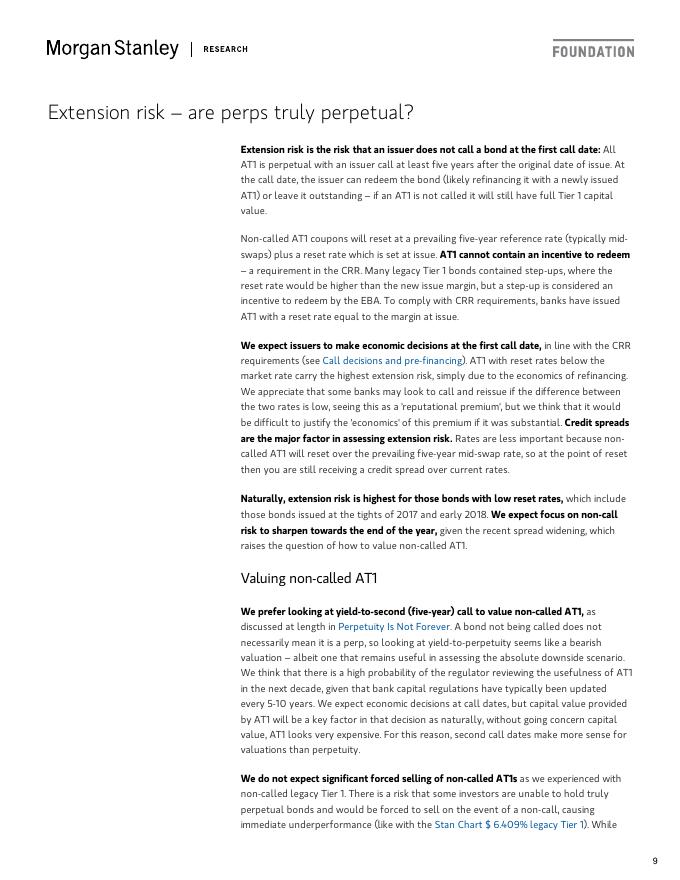 Morgan Stanley | RESEARCH
FOUNDATION
Extension risk – are perps truly perpetual?
Extension risk is the risk that an issuer does not call a bond at the first call date: All
AT1 is perpetual with an issuer call at least five years after the original date of issue. At
the call date, the issuer can redeem the bond (likely refinancing it with a newly issued
AT1) or leave it outstanding – if an AT1 is not called it will still have full Tier 1 capital
value.
Non-called AT1 coupons will reset at a prevailing five-year reference rate (typically mid-
swaps) plus a reset rate which is set at issue. AT1 cannot contain an incentive to redeem
– a requirement in the CRR. Many legacy Tier 1 bonds contained step-ups, where the
reset rate would be higher than the new issue margin, but a step-up is considered an
incentive to redeem by the EBA. To comply with CRR requirements, banks have issued
AT1 with a reset rate equal to the margin at issue.
We expect issuers to make economic decisions at the first call date, in line with the CRR
requirements (see Call decisions and pre-financing). AT1 with reset rates below the
market rate carry the highest extension risk, simply due to the economics of refinancing.
We appreciate that some banks may look to call and reissue if the difference between
the two rates is low, seeing this as a 'reputational premium', but we think that it would
be difficult to justify the 'economics' of this premium if it was substantial. Credit spreads
are the major factor in assessing extension risk. Rates are less important because non-
called AT1 will reset over the prevailing five-year mid-swap rate, so at the point of reset
then you are still receiving a credit spread over current rates.
Naturally, extension risk is highest for those bonds with low reset rates, which include
those bonds issued at the tights of 2017 and early 2018. We expect focus on non-call
risk to sharpen towards the end of the year, given the recent spread widening, which
raises the question of how to value non-called AT1.
Valuing non-called AT1
We prefer looking at yield-to-second (five-year) call to value non-called AT1, as
discussed at length in Perpetuity Is Not Forever. A bond not being called does not
necessarily mean it is a perp, so looking at yield-to-perpetuity seems like a bearish
valuation – albeit one that remains useful in assessing the absolute downside scenario.
We think that there is a high probability of the regulator reviewing the usefulness of AT1
in the next decade, given that bank capital regulations have typically been updated
every 5-10 years. We expect economic decisions at call dates, but capital value provided
by AT1 will be a key factor in that decision as naturally, without going concern capital
value, AT1 looks very expensive. For this reason, second call dates make more sense for
valuations than perpetuity.
We do not expect significant forced selling of non-called AT1s as we experienced with
non-called legacy Tier 1. There is a risk that some investors are unable to hold truly
perpetual bonds and would be forced to sell on the event of a non-call, causing
immediate underperformance (like with the Stan Chart $ 6.409% legacy Tier 1). While
9